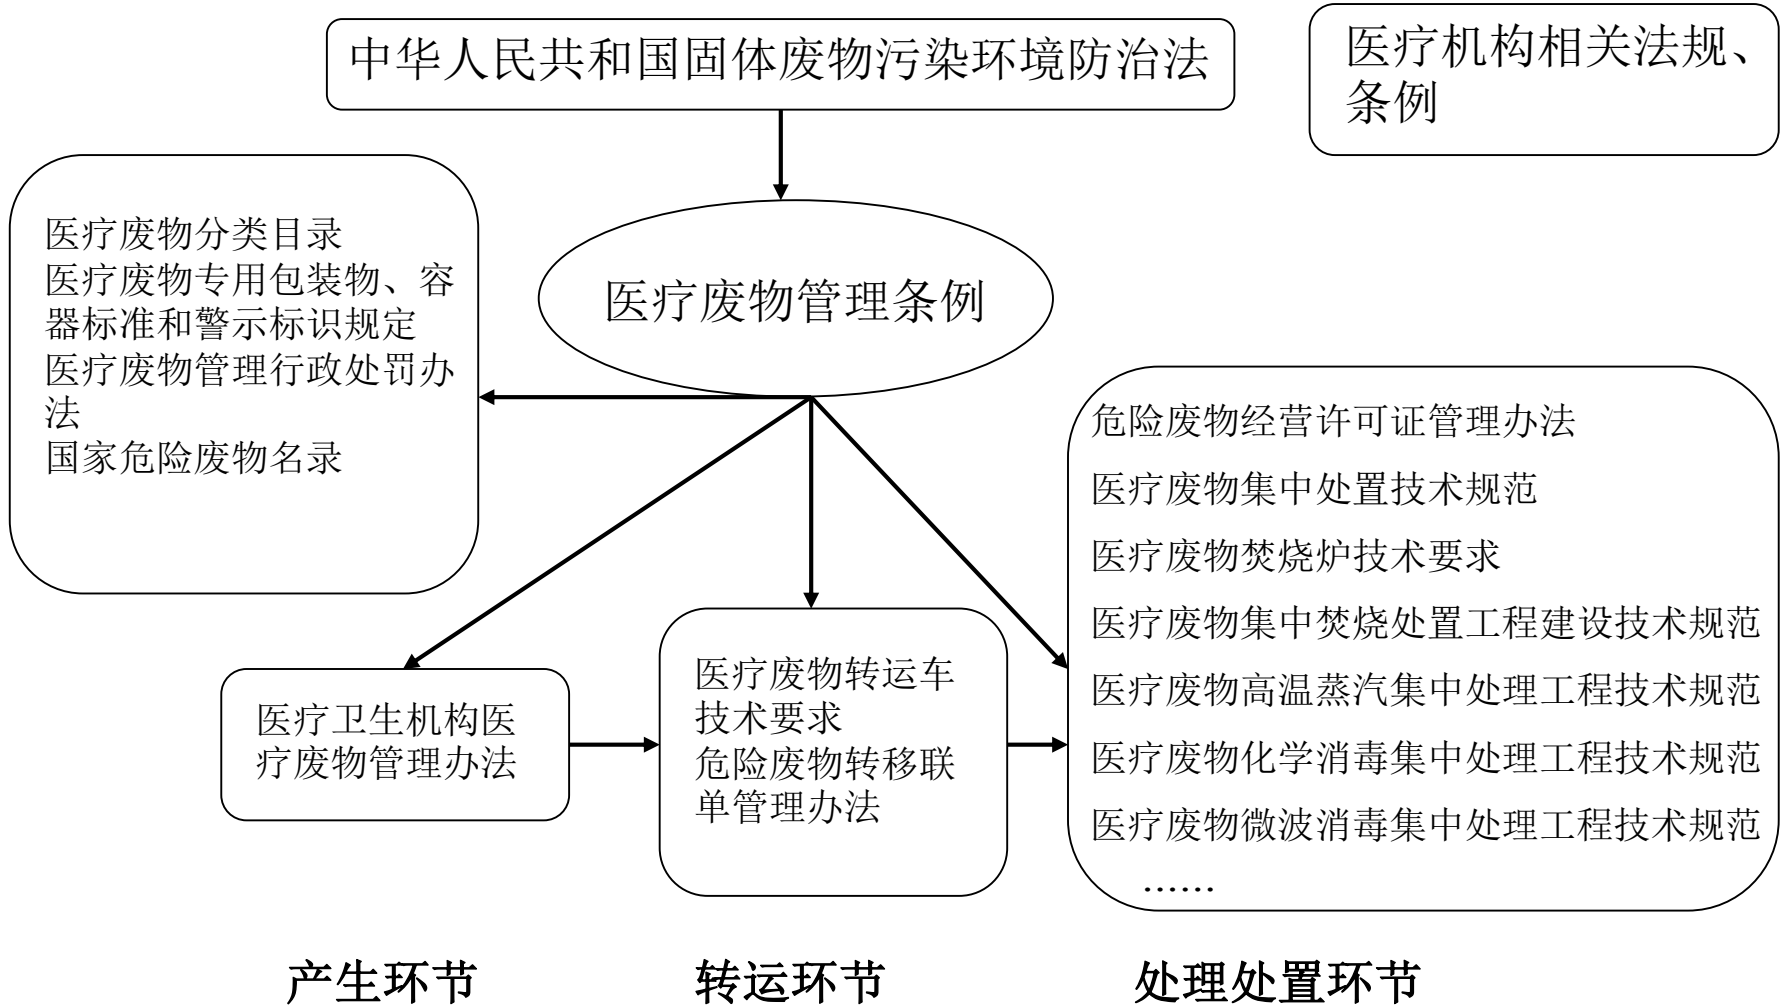 中华人民共和国固体废物污染环境防治法
医疗机构相关法规、
条例
医疗废物分类目录
医疗废物专用包装物、容
器标准和警示标识规定
医疗废物管理行政处罚办
法
国家危险废物名录
医疗废物管理条例
医疗卫生机构医
疗废物管理办法
医疗废物转运车
技术要求
危险废物转移联
单管理办法
危险废物经营许可证管理办法
医疗废物集中处置技术规范
医疗废物焚烧炉技术要求
医疗废物集中焚烧处置工程建设技术规范
医疗废物高温蒸汽集中处理工程技术规范
医疗废物化学消毒集中处理工程技术规范
医疗废物微波消毒集中处理工程技术规范
……
产生环节
转运环节
处理处置环节